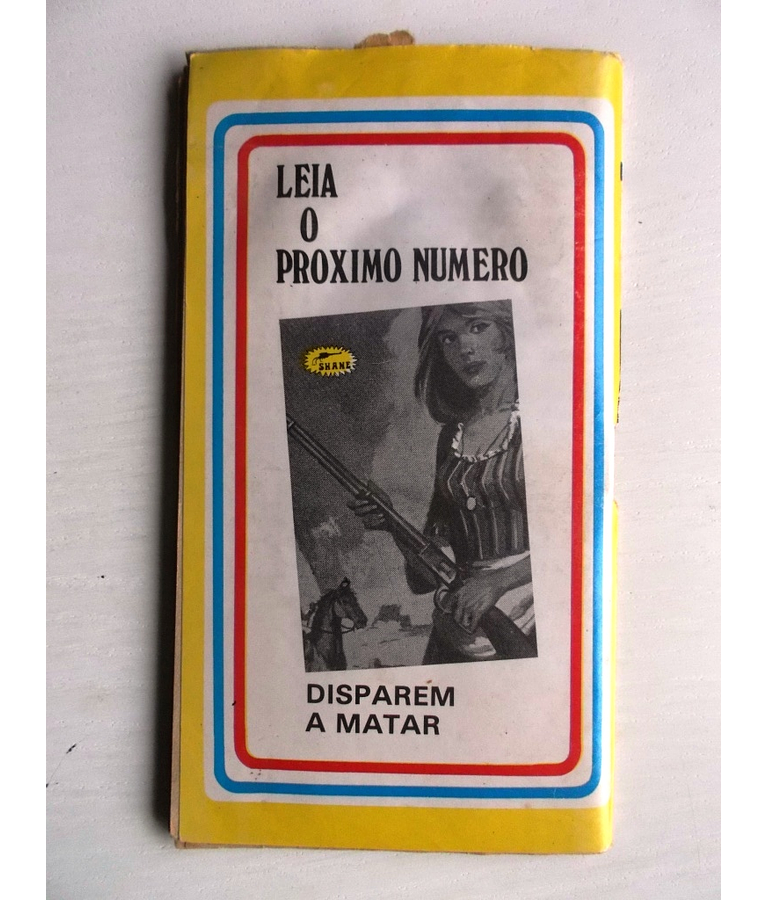 LEIA
O
PROXIMO NUMERO
SHANE
DISPAREM
A MATAR